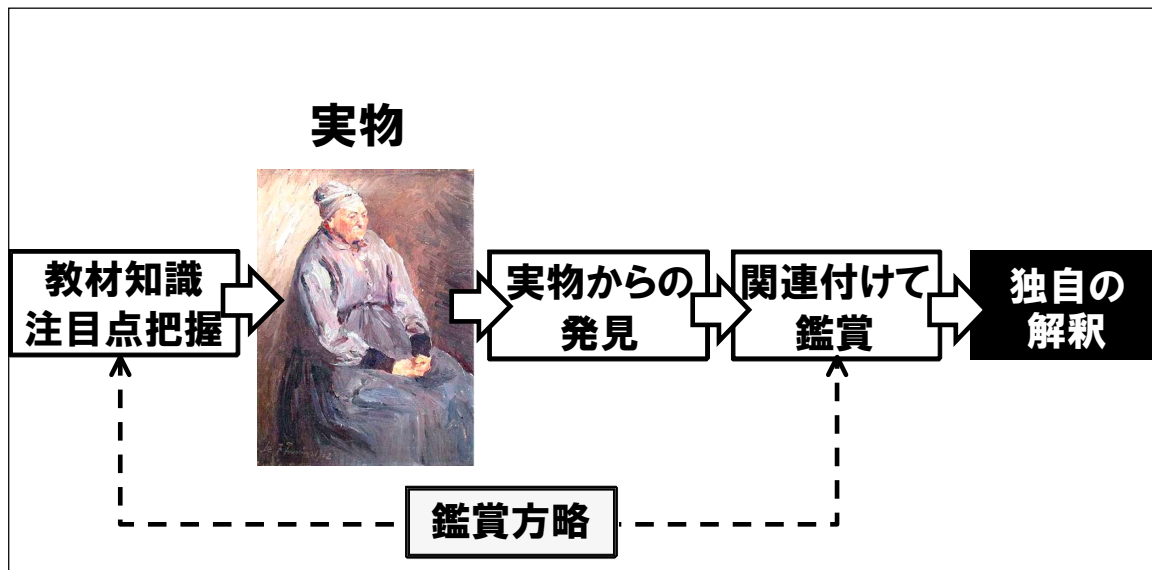 実物
教材知識
注目点把握
実物からの
発見
関連付けて
鑑賞
独自の
解釈
鑑賞方略